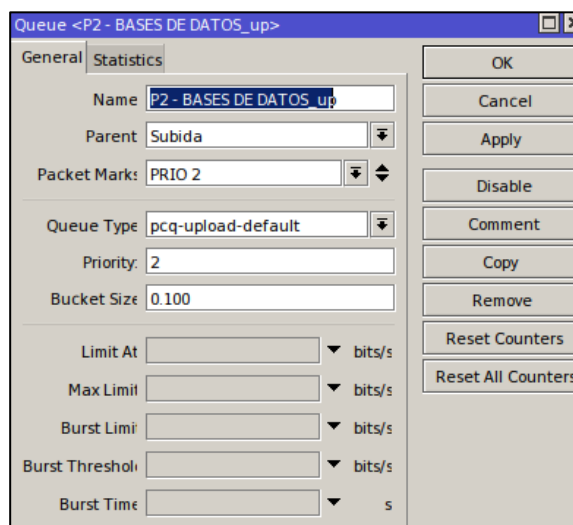 Queue <P2 - BASES DE DATOS_up>
General Statistics
Name P2 - BASES DE DATOS_up
Parent Subida
Packet Marks PRIO 2
Queue Type pcq-upload-default
Priority: 2
Bucket Size 0.100
Limit At bits/s
Max Limit bits/s
Burst Limit bits/s
Burst Threshold bits/s
Burst Time s
OK
Cancel
Apply
Disable
Comment
Copy
Remove
Reset Counters
Reset All Counters